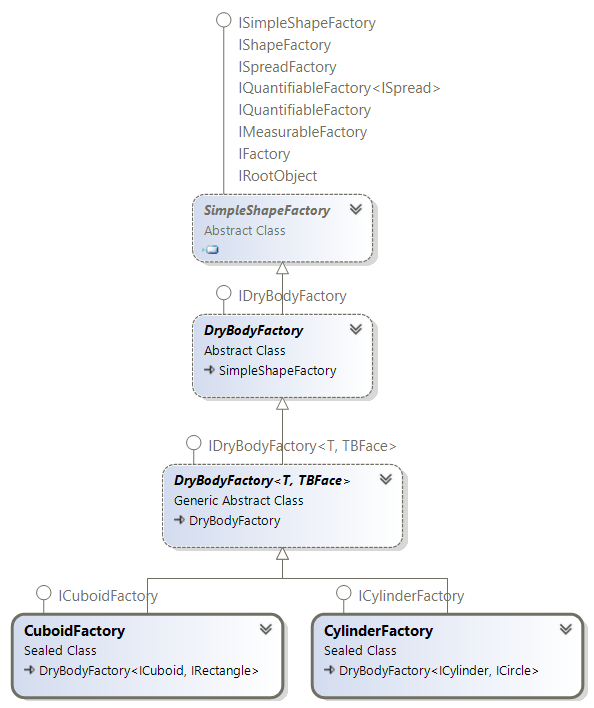 ISimpleShapeFactory
IShapeFactory
ISpreadFactory
IQuantifiableFactory<ISpread>
IQuantifiableFactory
IMeasurableFactory
IFactory
IRootObject
SimpleShapeFactory
Abstract Class
IDryBodyFactory
DryBodyFactory
Abstract Class
SimpleShapeFactory
IDryBodyFactory<T, TBFace>
DryBodyFactory<T, TBFace>
Generic Abstract Class
DryBodyFactory
ICuboidFactory
CuboidFactory
Sealed Class
DryBodyFactory<ICuboid, IRectangle>
ICylinderFactory
CylinderFactory
Sealed Class
DryBodyFactory<ICylinder, ICircle>